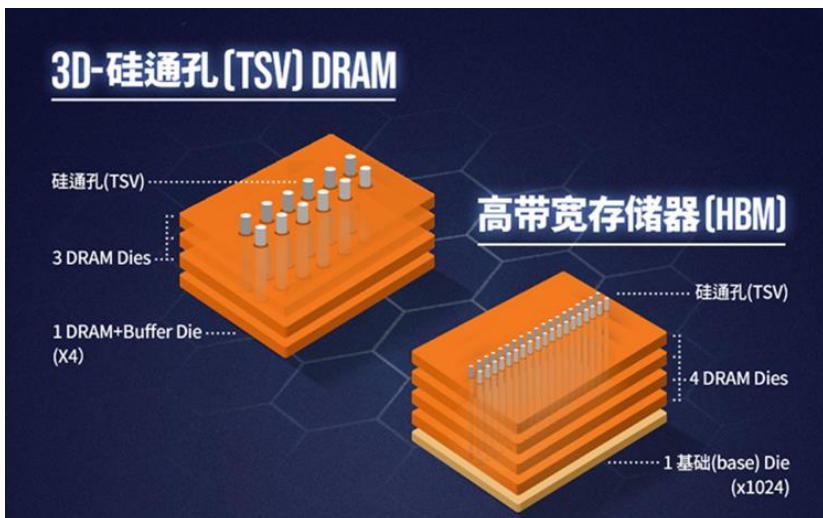 3D-硅通孔(TSV) DRAM
硅通孔(TSV)
3 DRAM Dies
1 DRAM+Buffer Die
(X4)
高带宽存储器(HBM)
硅通孔(TSV)
4 DRAM Dies
1 基础(base) Die
(x1024)